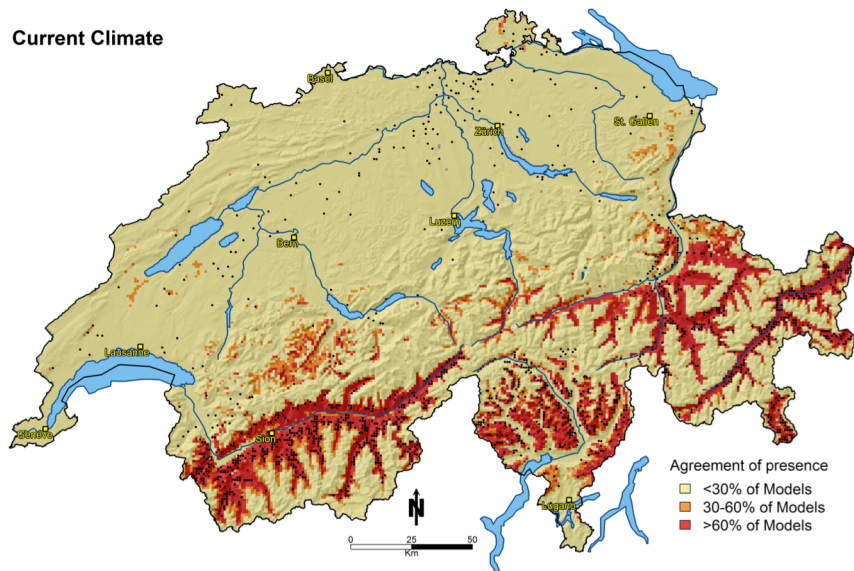 Current Climate
Basel
Zürich
St. Gallen
Luzern
Bern
Lausanne
Genève
Sion
Lugano
N
0 25 50
Km
Agreement of presence
<30% of Models
30-60% of Models
>60% of Models